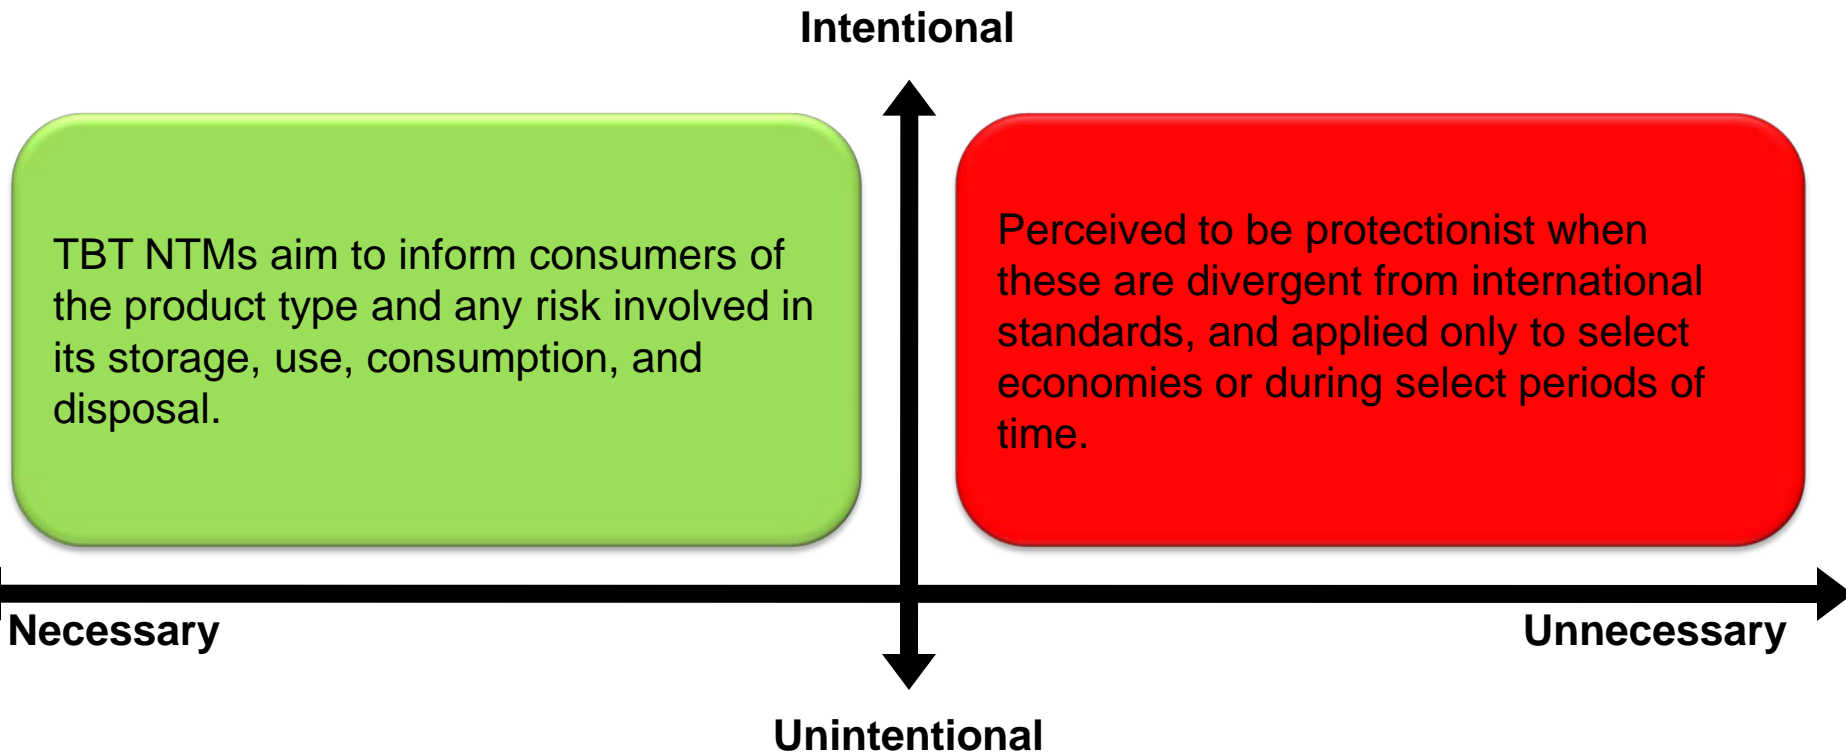 Intentional
TBT NTMs aim to inform consumers of
the product type and any risk involved in
its storage, use, consumption, and
disposal.
Perceived to be protectionist when
these are divergent from international
standards, and applied only to select
economies or during select periods of
time.
Necessary
Unnecessary
Unintentional